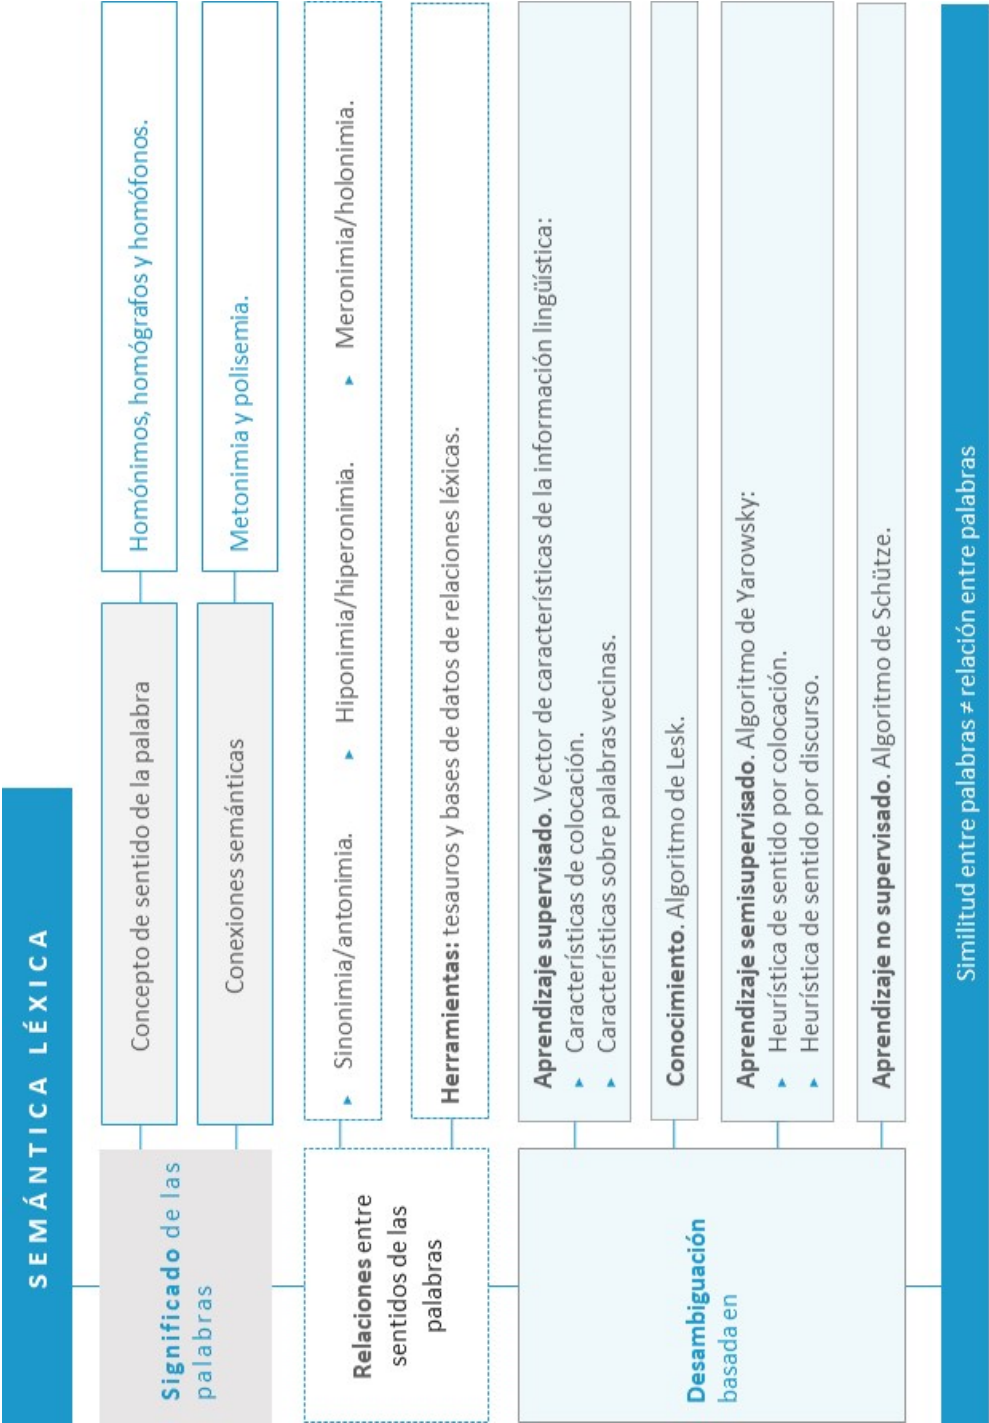 SEMÁNTICA LÉXICA
Significado de las
palabras
Concepto de sentido de la palabra
Homónimos, homógrafos y homófonos.
Conexiones semánticas
Metonimia y polisemia.
Relaciones entre
sentidos de las
palabras
▸ Sinonimia/antonimia. ▸ Hiponimia/hiperonimia. ▸ Meronimia/holonimia.
Herramientas: tesauros y bases de datos de relaciones léxicas.
Desambiguación
basada en
Aprendizaje supervisado. Vector de características de la información lingüística:
▸ Características de colocación.
▸ Características sobre palabras vecinas.
Conocimiento. Algoritmo de Lesk.
Aprendizaje semisupervisado. Algoritmo de Yarowsky:
▸ Heurística de sentido por colocación.
▸ Heurística de sentido por discurso.
Aprendizaje no supervisado. Algoritmo de Schütze.
Similitud entre palabras ≠ relación entre palabras